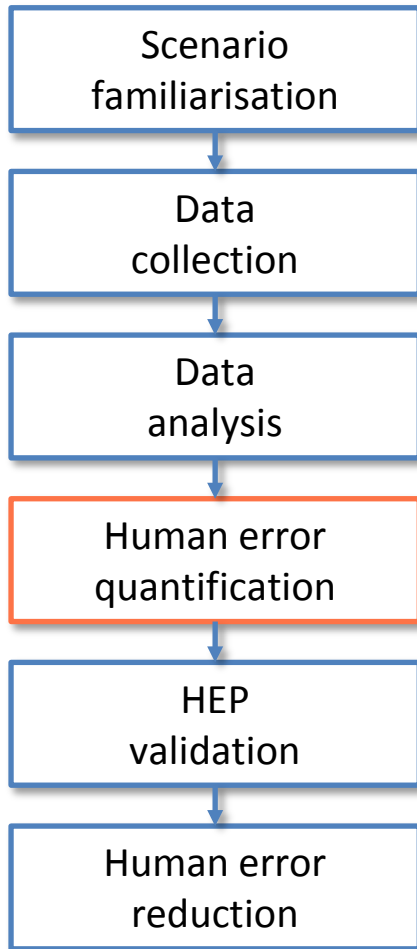 Scenario
familiarisation
Data
collection
Data
analysis
Human error
quantification
HEP
validation
Human error
reduction